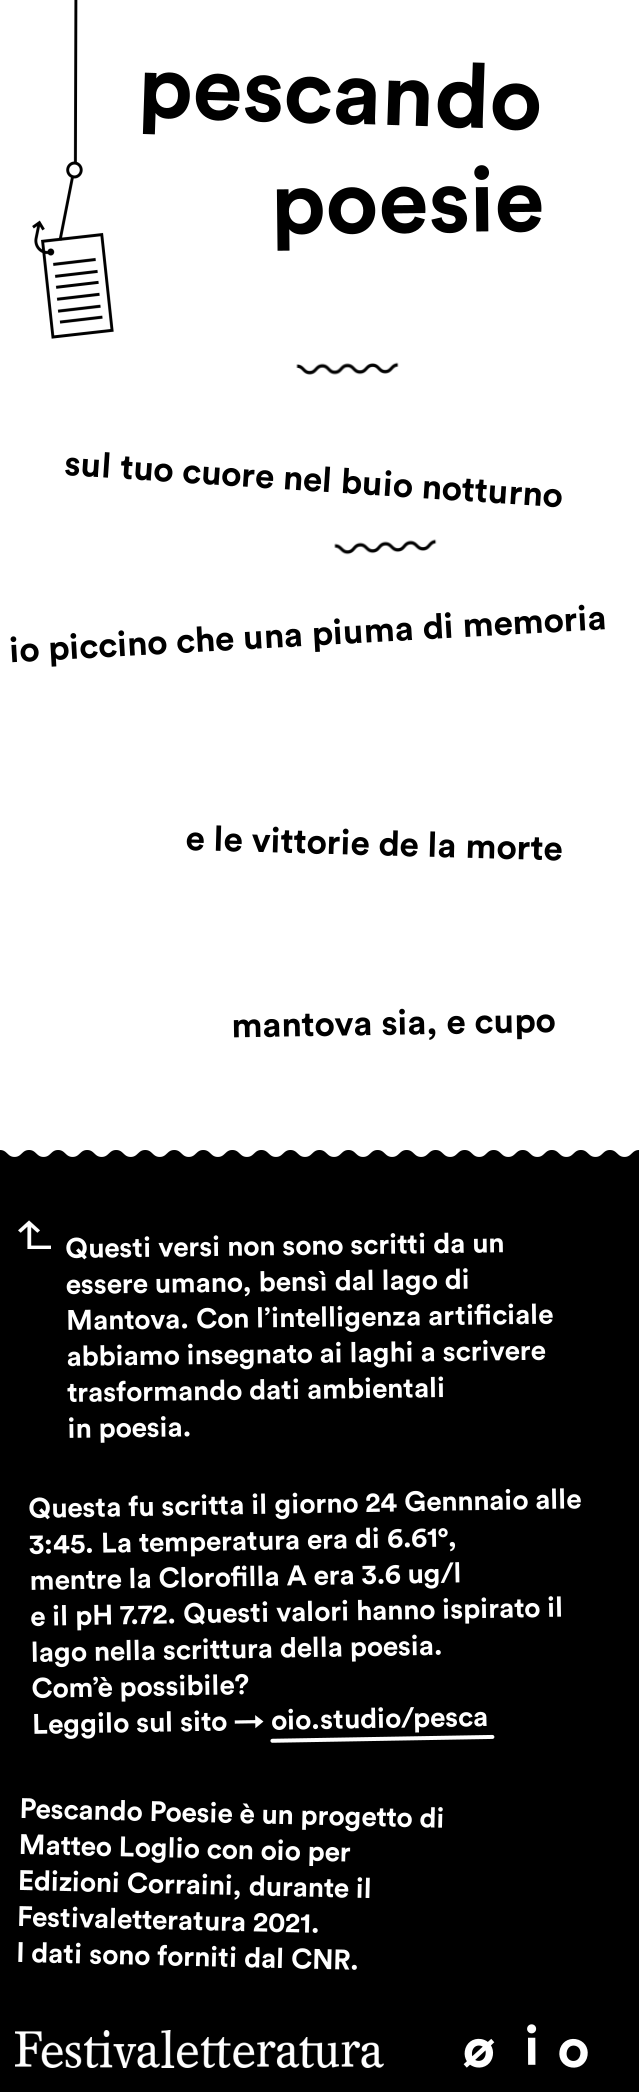 pescando
poesie
sul tuo cuore nel buio notturno
io piccino che una piuma di memoria
e le vittorie de la morte
mantova sia, e cupo
Questi versi non sono scritti da un
essere umano, bensì dal lago di
Mantova. Con l’intelligenza artificiale
abbiamo insegnato ai laghi a scrivere
trasformando dati ambientali
in poesia.
Questa fu scritta il giorno 24 Gennnaio alle
3:45. La temperatura era di 6.61°,
mentre la Clorofilla A era 3.6 ug/l
e il pH 7.72. Questi valori hanno ispirato il
lago nella scrittura della poesia.
Com’è possibile?
Leggilo sul sito → oio.studio/pesca
Pescando Poesie è un progetto di
Matteo Loglio con oio per
Edizioni Corraini, durante il
Festivaletteratura 2021.
I dati sono forniti dal CNR.
Festivaletteratura ø i o